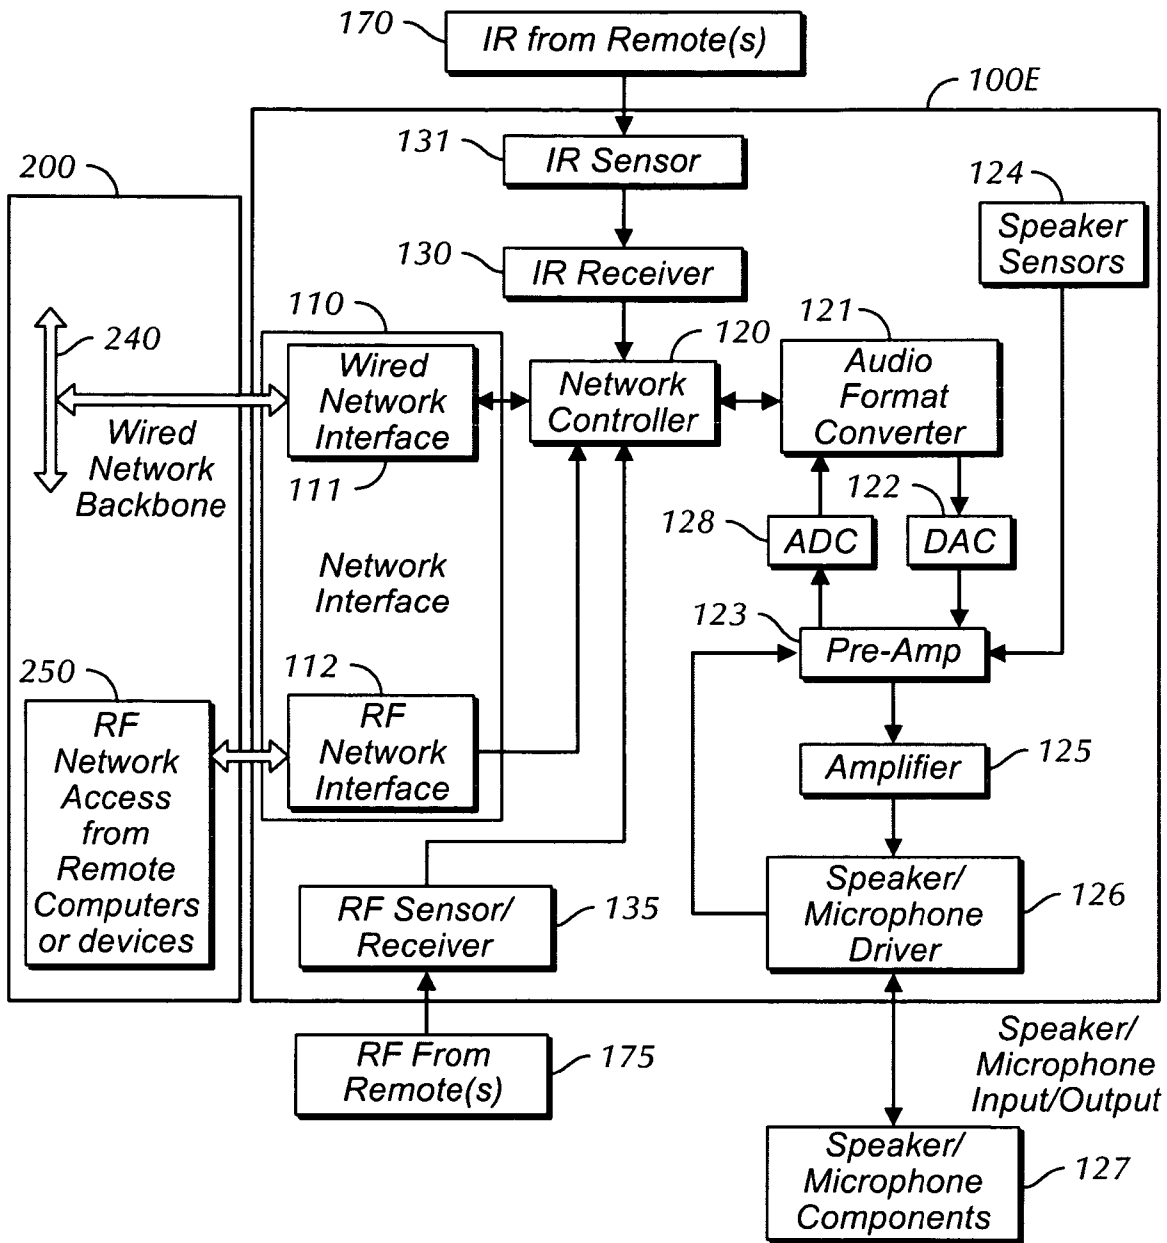 170
IR from Remote(s)
100E
131
IR Sensor
200
124
Speaker
Sensors
130
IR Receiver
110
240
Wired
Network
Interface
111
120
Network
Controller
121
Audio
Format
Converter
Wired
Network
Backbone
128
ADC
122
DAC
Network
Interface
123
Pre-Amp
250
RF
Network
Access
from
Remote
Computers
or devices
112
RF
Network
Interface
Amplifier
125
RF Sensor/
Receiver
135
Speaker/
Microphone
Driver
126
RF From
Remote(s)
175
Speaker/
Microphone
Input/Output
Speaker/
Microphone
Components
127